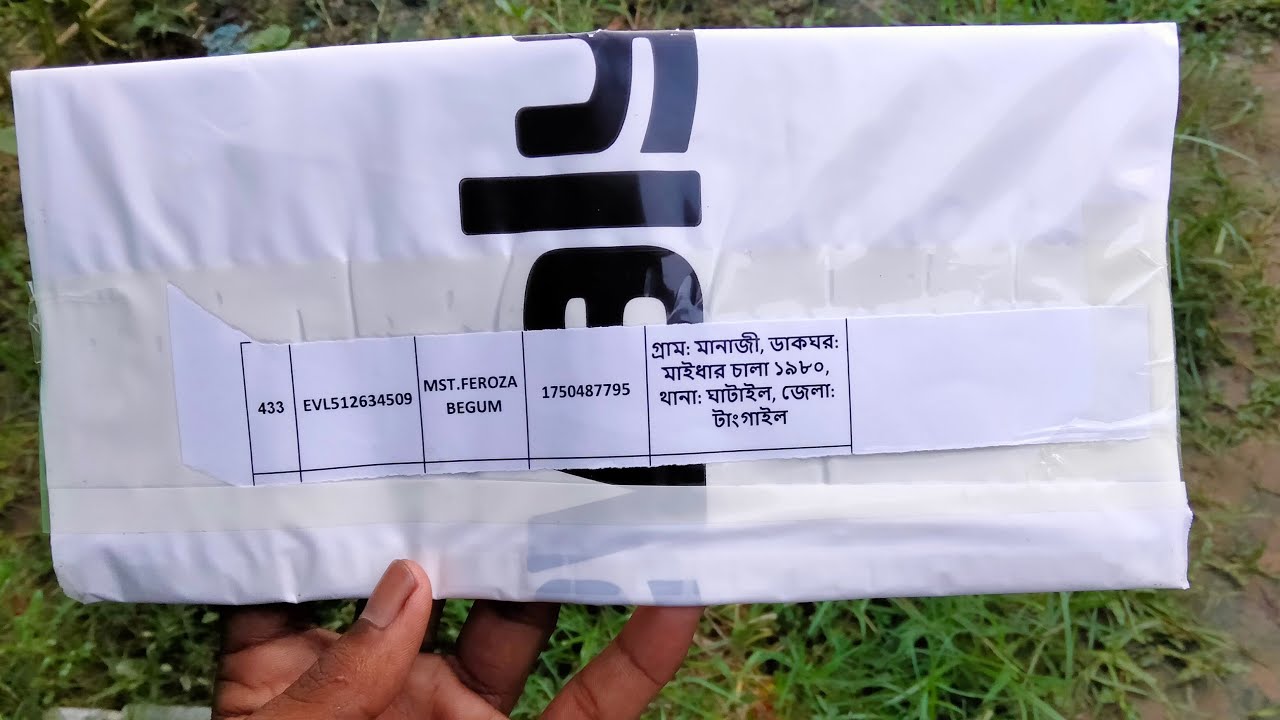 433
EVL512634509
MST.FEROZA
BEGUM
1750487795
গ্রাম: মানাজী, ডাকঘর:
মাইধার চালা ১৯৮০,
থানা: ঘাটাইল, জেলা:
টাংগাইল